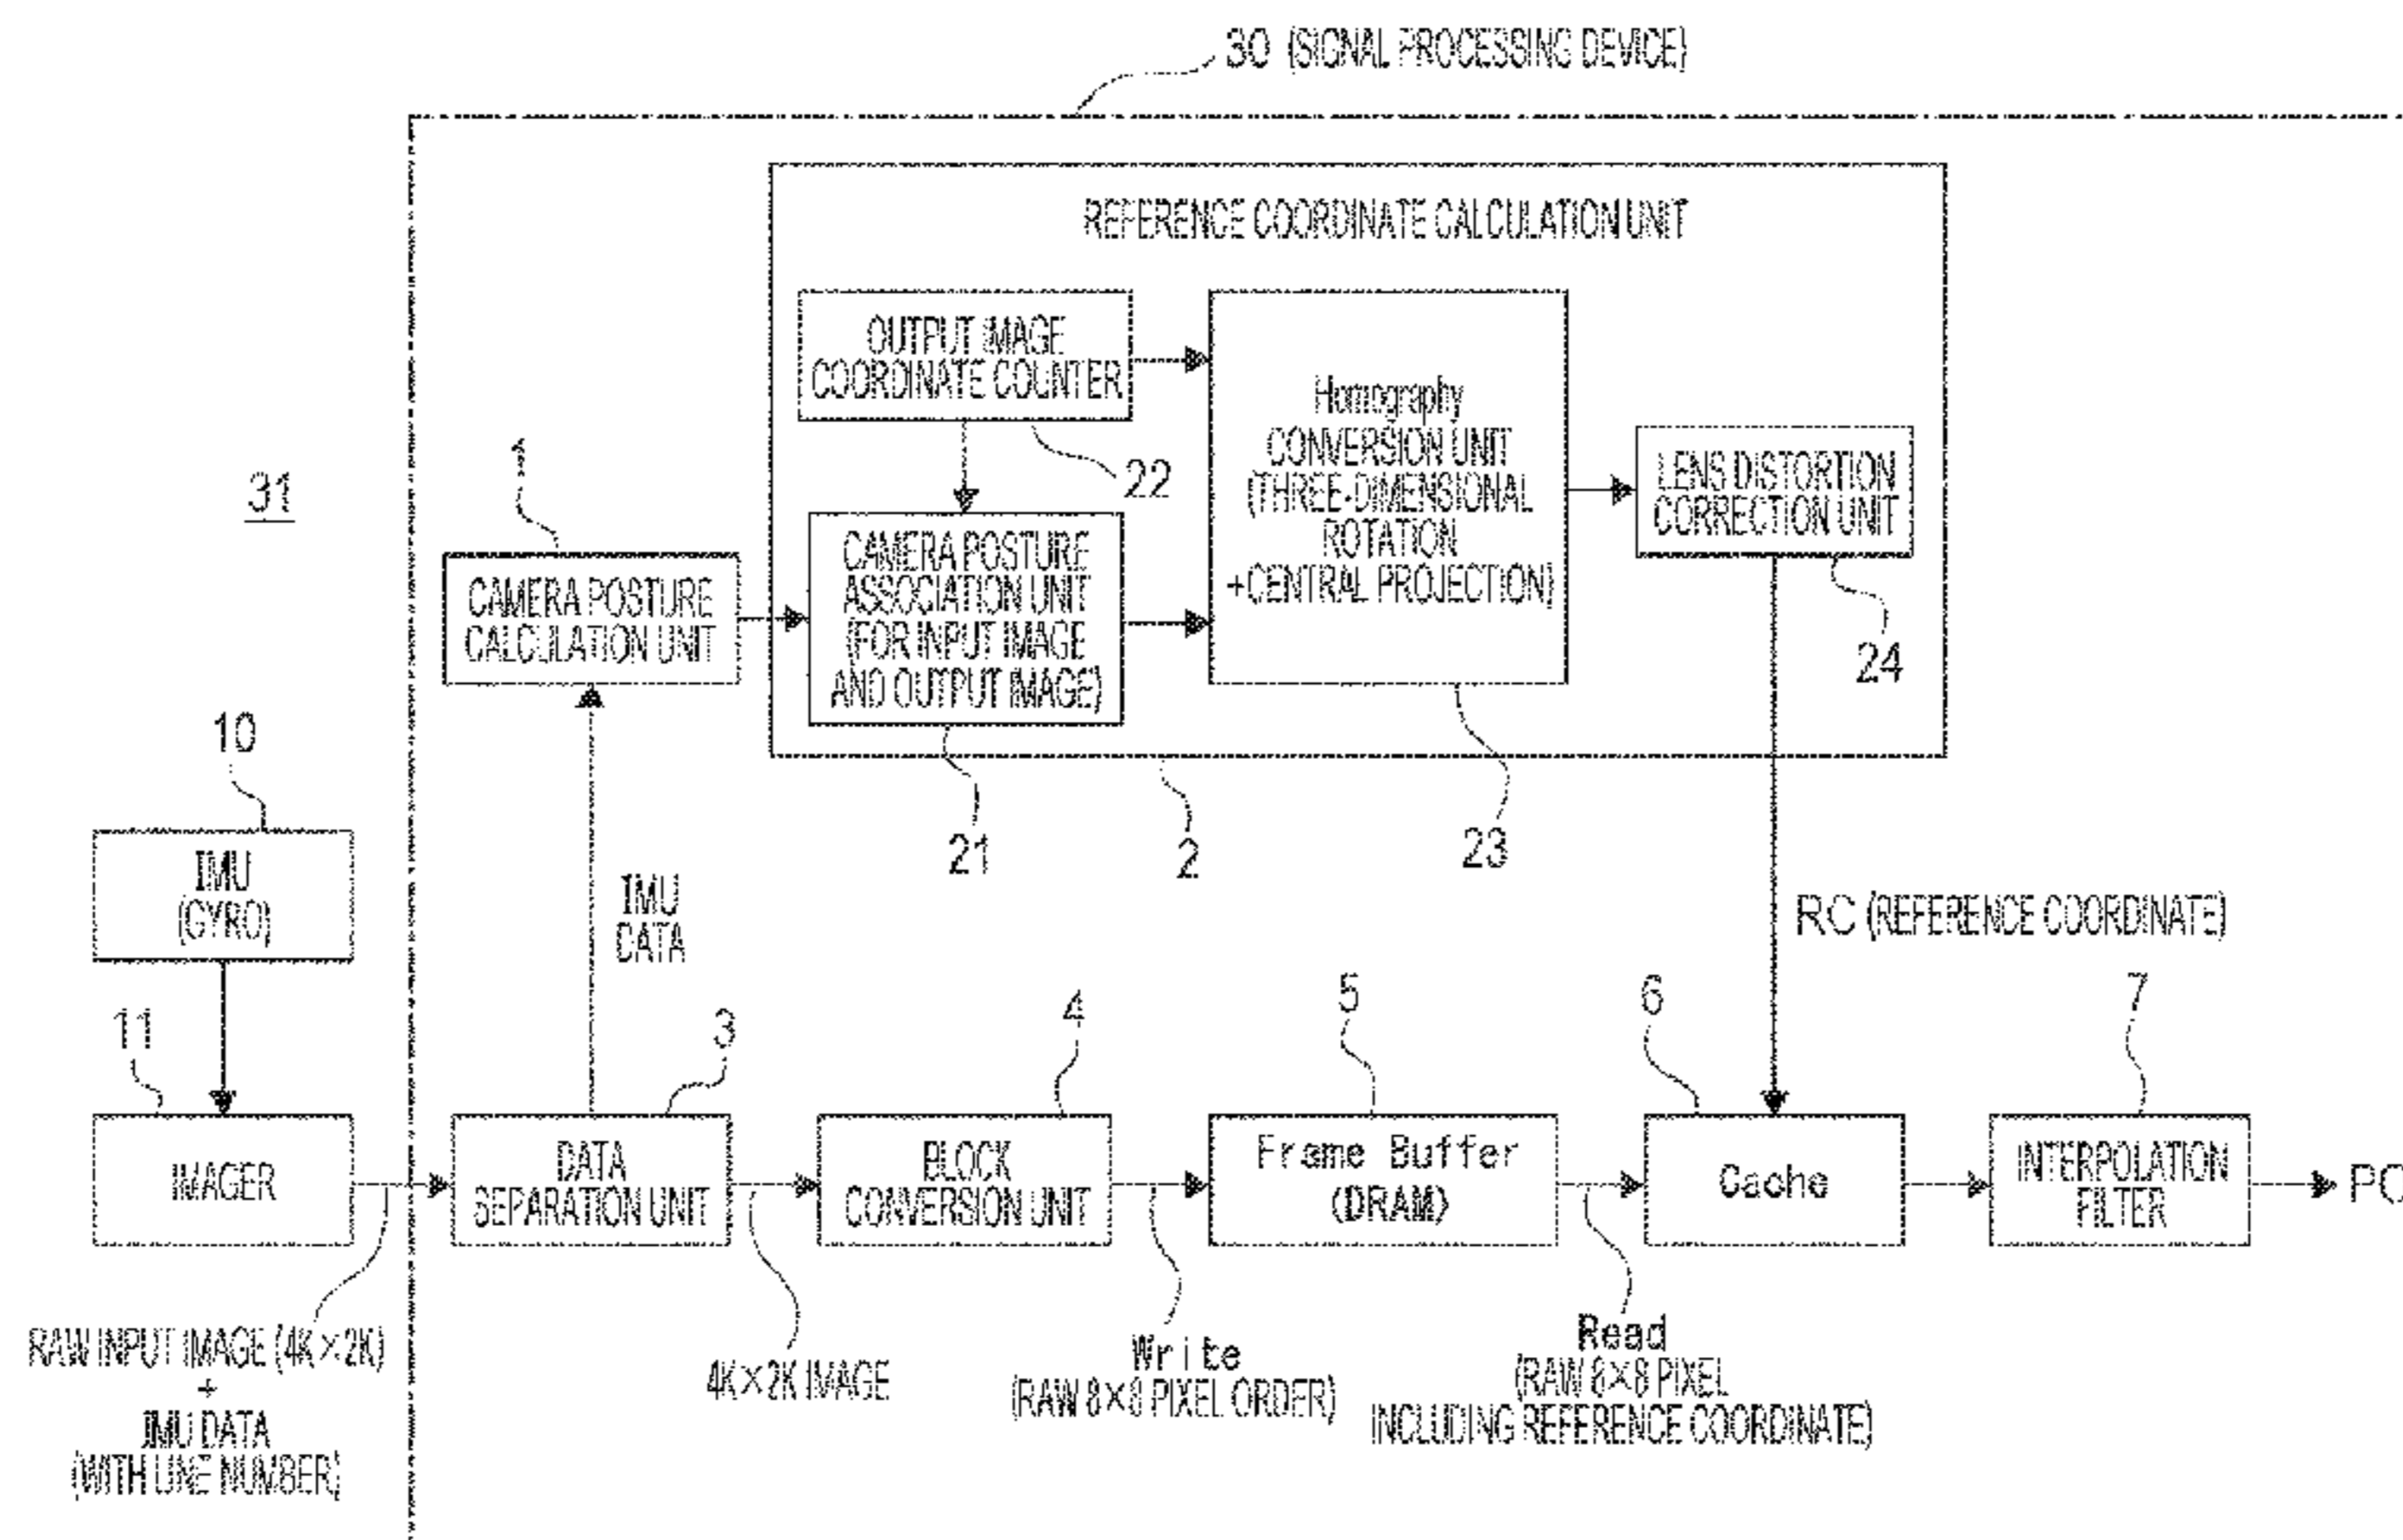 30 (SIGNAL PROCESSING DEVICE)
REFERENCE COORDINATE CALCULATION UNIT
OUTPUT IMAGE
COORDINATE COUNTER
22
Homography
CONVERSION UNIT
(THREE-DIMENSIONAL
ROTATION
+CENTRAL PROJECTION)
23
LENS DISTORTION
CORRECTION UNIT
24
31
1
CAMERA POSTURE
CALCULATION UNIT
CAMERA POSTURE
ASSOCIATION UNIT
(FOR INPUT IMAGE
AND OUTPUT IMAGE)
21
2
10
IMU
(GYRO)
IMU
DATA
RC (REFERENCE COORDINATE)
11
IMAGER
3
DATA
SEPARATION UNIT
4
BLOCK
CONVERSION UNIT
5
Frame Buffer
(DRAM)
6
Cache
7
INTERPOLATION
FILTER
RAW INPUT IMAGE (4K×2K)
+
IMU DATA
(WITH LINE NUMBER)
4K×2K IMAGE
Write
(RAW 8×8 PIXEL ORDER)
Read
(RAW 8×8 PIXEL
INCLUDING REFERENCE COORDINATE)